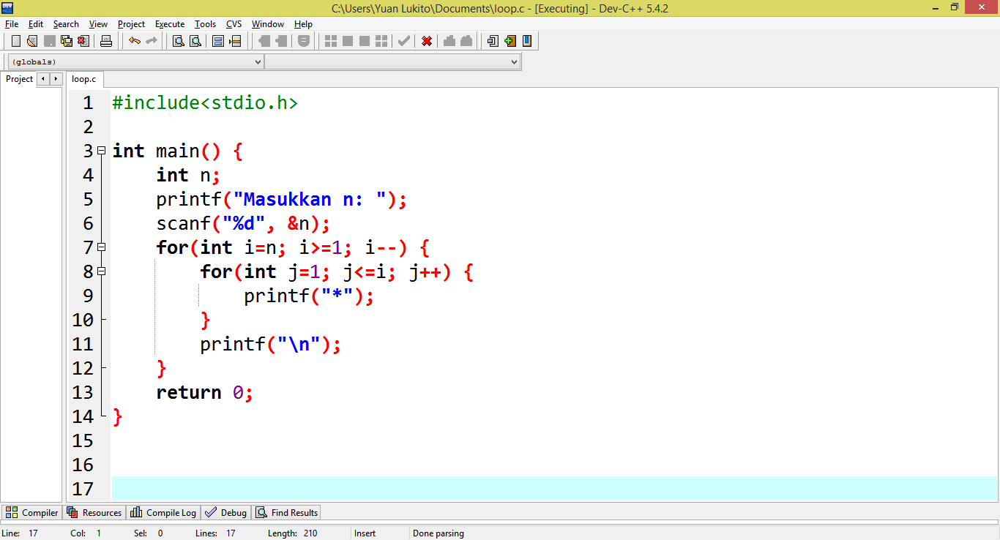 C:\Users\Yuan Lukito\Documents\loop.c - [Executing] - Dev-C++ 5.4.2
File Edit Search View Project Execute Tools CVS Window Help
(globals)
Project loop.c
1 #include<stdio.h>
2
3 int main() {
4 int n;
5 printf("Masukkan n: ");
6 scanf("%d", &n);
7 for(int i=n; i>=1; i--) {
8 for(int j=1; j<=i; j++) {
9 printf("*");
10 }
11 printf("\n");
12 }
13 return 0;
14 }
15
16
17
Compiler Resources Compile Log Debug Find Results
Line: 17 Col: 1 Sel: 0 Lines: 17 Length: 210 Insert Done parsing